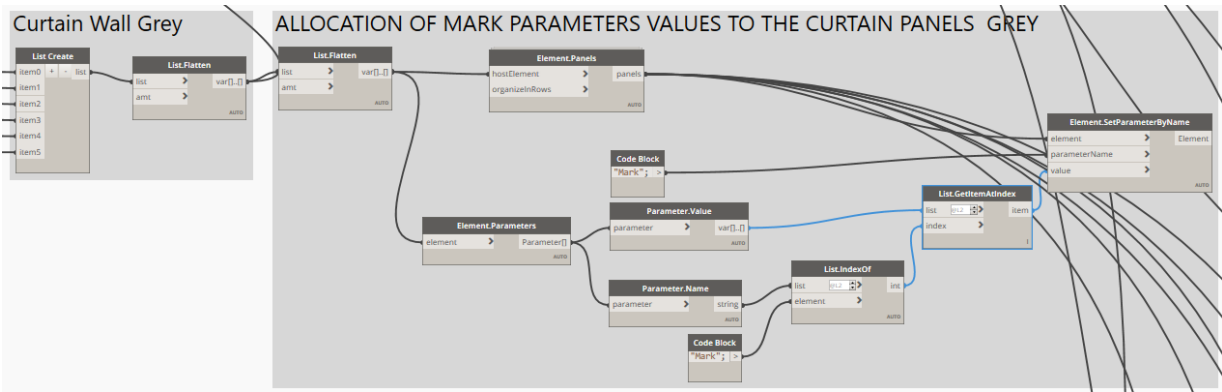 Curtain Wall Grey
ALLOCATION OF MARK PARAMETERS VALUES TO THE CURTAIN PANELS GREY
List Create
item0 + - list
item1
item2
item3
item4
item5
List.Flatten
list > var[]..[]
amt >
AUTO
List.Flatten
list > var[]..[]
amt >
AUTO
Element.Panels
hostElement > panels
organizeInRows >
AUTO
Element.SetParameterByName
element > Element
parameterName >
value >
AUTO
Code Block
"Mark"; >
List.GetItemAtIndex
list @L2 > item
index >
I
Parameter.Value
parameter > var[]..[]
AUTO
Element.Parameters
element > Parameter[]
AUTO
List.IndexOf
list @L2 > int
element >
AUTO
Parameter.Name
parameter > string
AUTO
Code Block
"Mark"; >